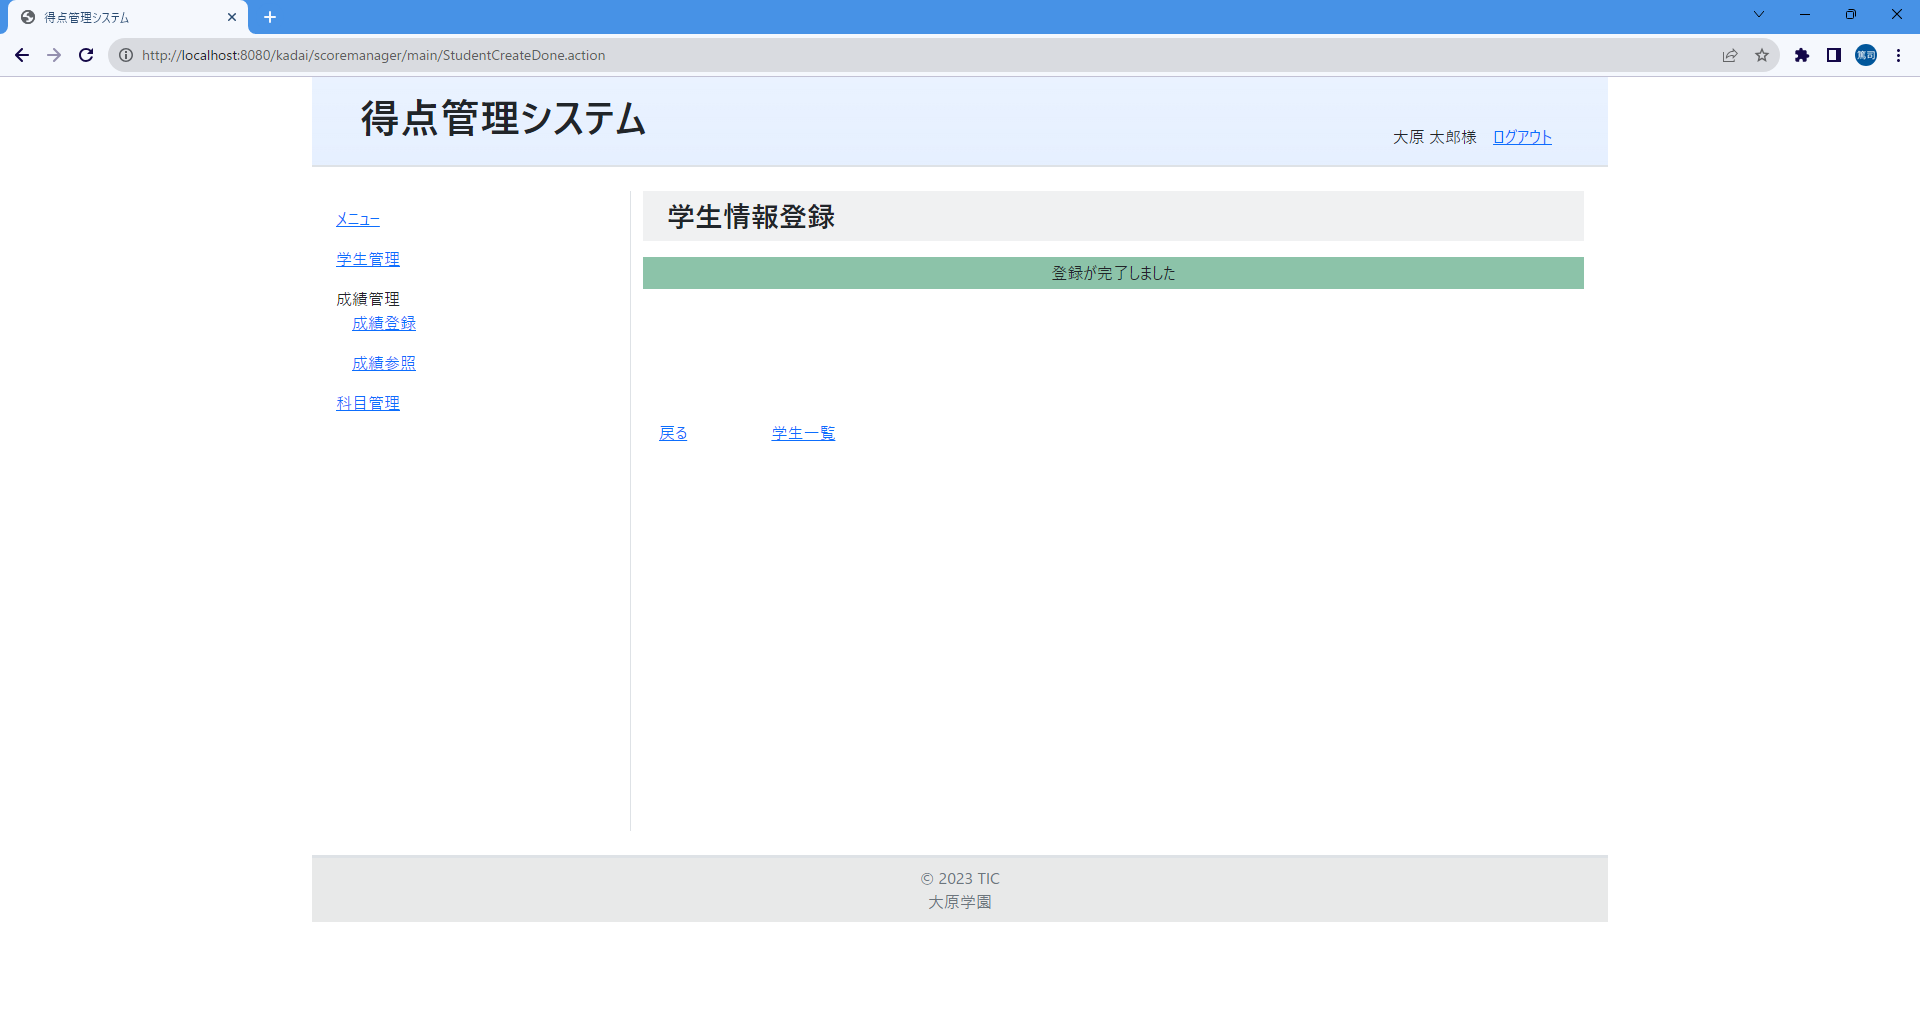 得点管理システム
http://localhost:8080/kadai/scoremanager/main/StudentCreateDone.action
篤司
得点管理システム
大原 太郎様 ログアウト
メニュー
学生管理
成績管理
成績登録
成績参照
科目管理
学生情報登録
登録が完了しました
戻る 学生一覧
© 2023 TIC
大原学園